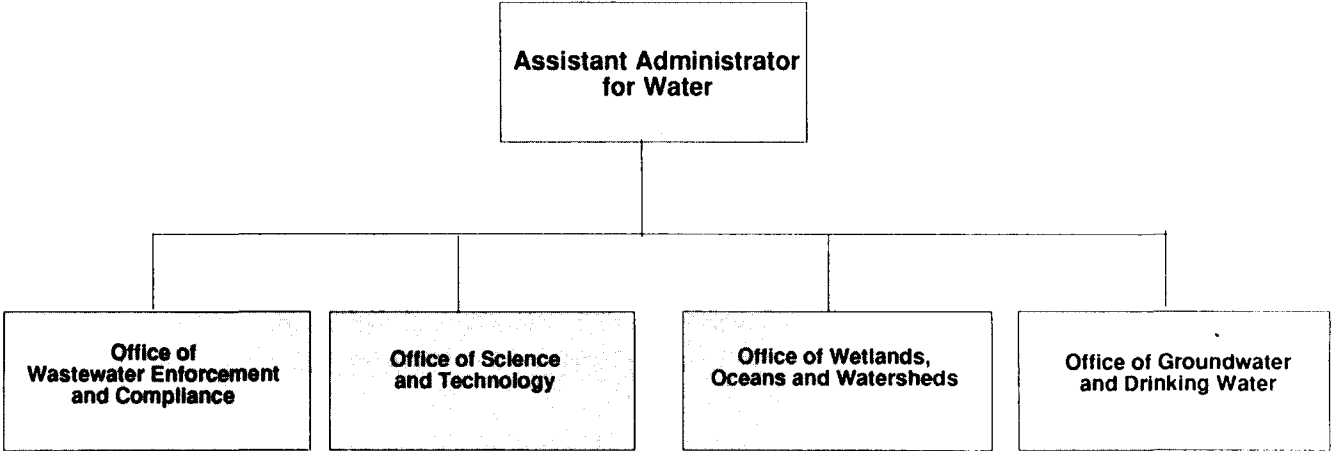 Assistant Administrator
for Water
Office of
Wastewater Enforcement
and Compliance
Office of Science
and Technology
Office of Wetlands,
Oceans and Watersheds
Office of Groundwater
and Drinking Water